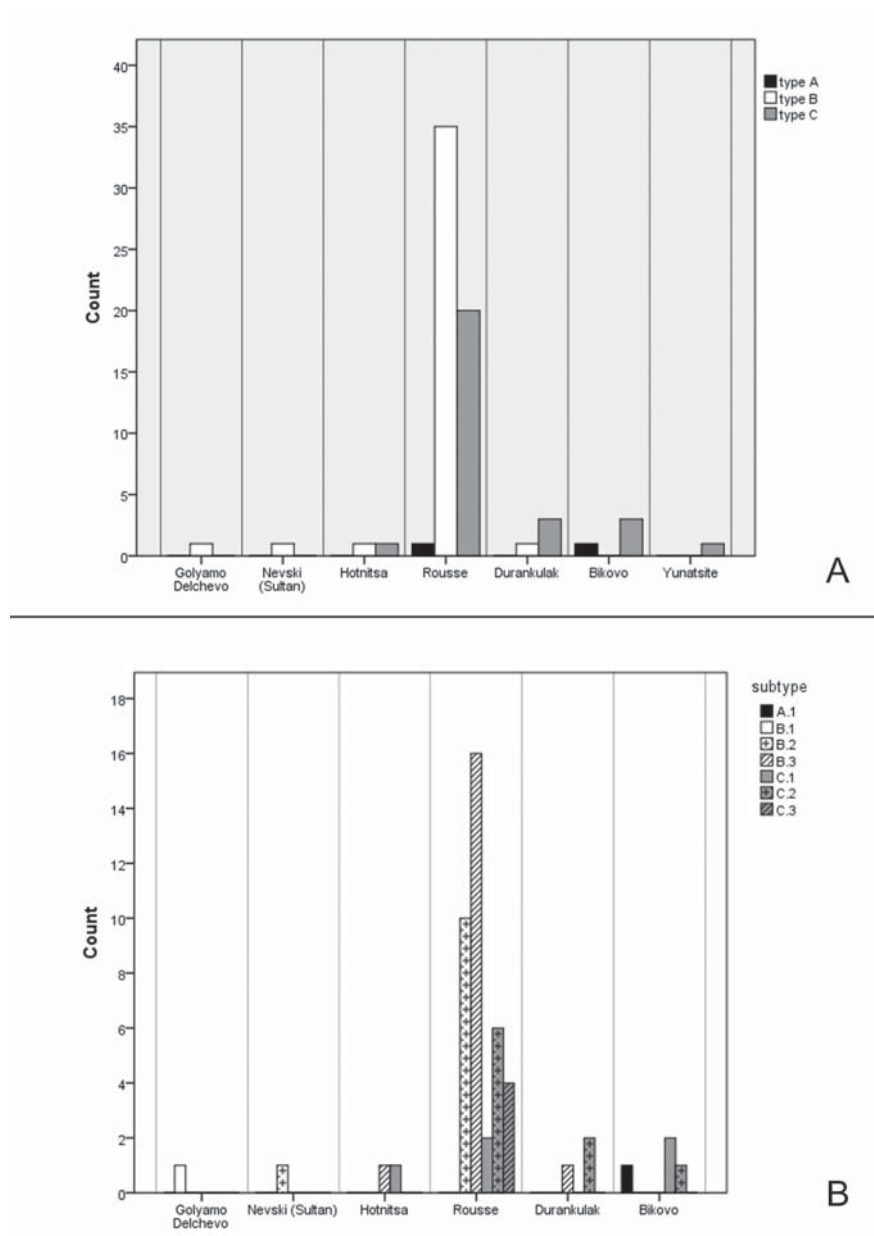 40
35
30
25
20
15
10
5
0
Count
Golyamo
Delchevo
Nevski
(Sultan)
Hotnitsa
Rousse
Durankulak
Bikovo
Yunatsite
type A
type B
type C
A
18
16
14
12
10
8
6
4
2
0
Count
Golyamo
Delchevo
Nevski (Sultan)
Hotnitsa
Rousse
Durankulak
Bikovo
subtype
A.1
B.1
B.2
B.3
C.1
C.2
C.3
B